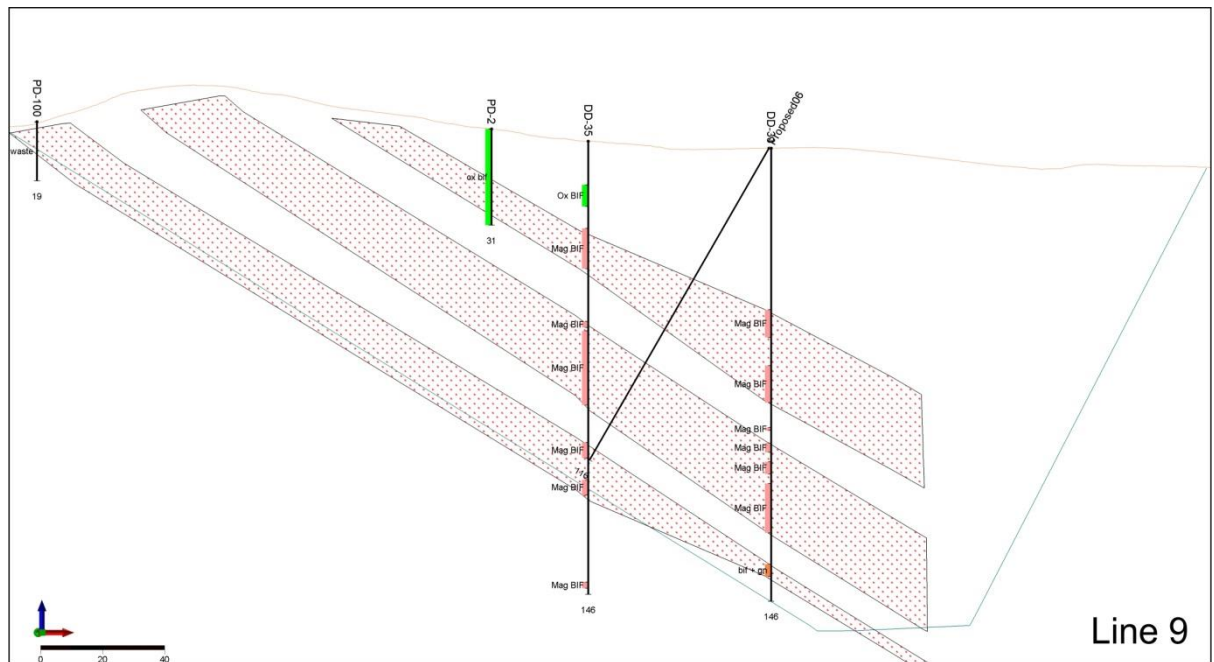 PD-100
waste
19
PD-2
ox bif
31
DD-35
Ox BIF
Mag BIF
Mag BIF
Mag BIF
Mag BIF
116
Mag BIF
Mag BIF
146
Proposed06
Mag BIF
Mag BIF
Mag BIF
Mag BIF
Mag BIF
Mag BIF
bif + gn
146
0
20
40
Line 9